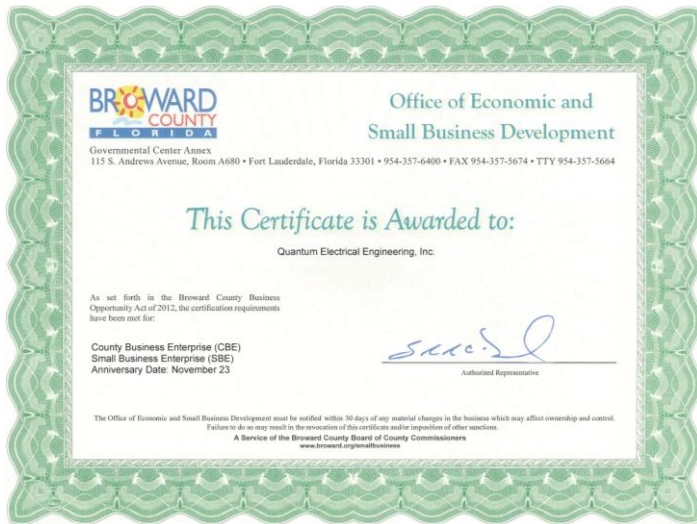 BROWARD
COUNTY
FLORIDA
Office of Economic and
Small Business Development
Governmental Center Annex
115 S. Andrews Avenue, Room A680 • Fort Lauderdale, Florida 33301 • 954-357-6400 • FAX 954-357-5674 • TTY 954-357-5664
This Certificate is Awarded to:
Quantum Electrical Engineering, Inc.
As set forth in the Broward County Business
Opportunity Act of 2012, the certification requirements
have been met for:
County Business Enterprise (CBE)
Small Business Enterprise (SBE)
Anniversary Date: November 23
Authorized Representative
The Office of Economic and Small Business Development must be notified within 30 days of any material changes in the business which may affect ownership and control.
Failure to do so may result in the revocation of this certificate and/or imposition of other sanctions.
A Service of the Broward County Board of County Commissioners
www.broward.org/smallbusiness